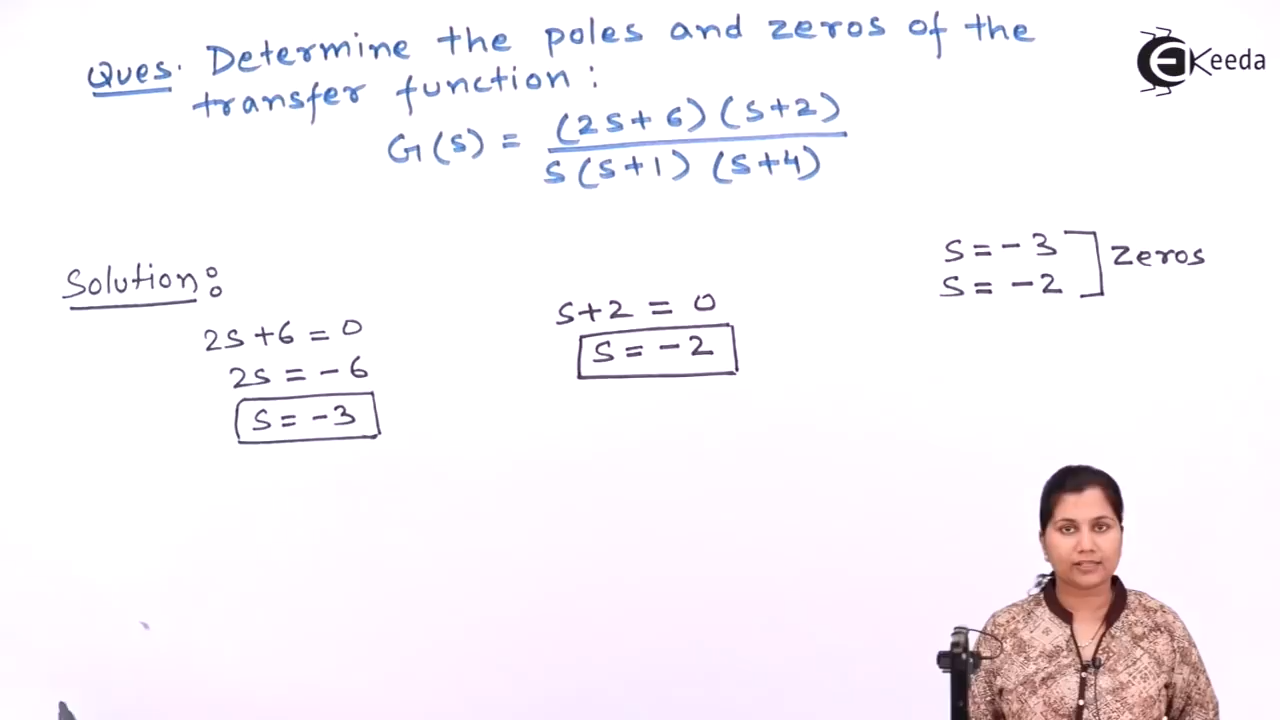 Ques. Determine the poles and zeros of the
transfer function :
G(s) = (2s+6) (s+2)
s(s+1) (s+4)
EKeeda
Solution :
2s+6 = 0
2s = -6
s = -3
s+2 = 0
s = -2
s = -3
s = -2
zeros